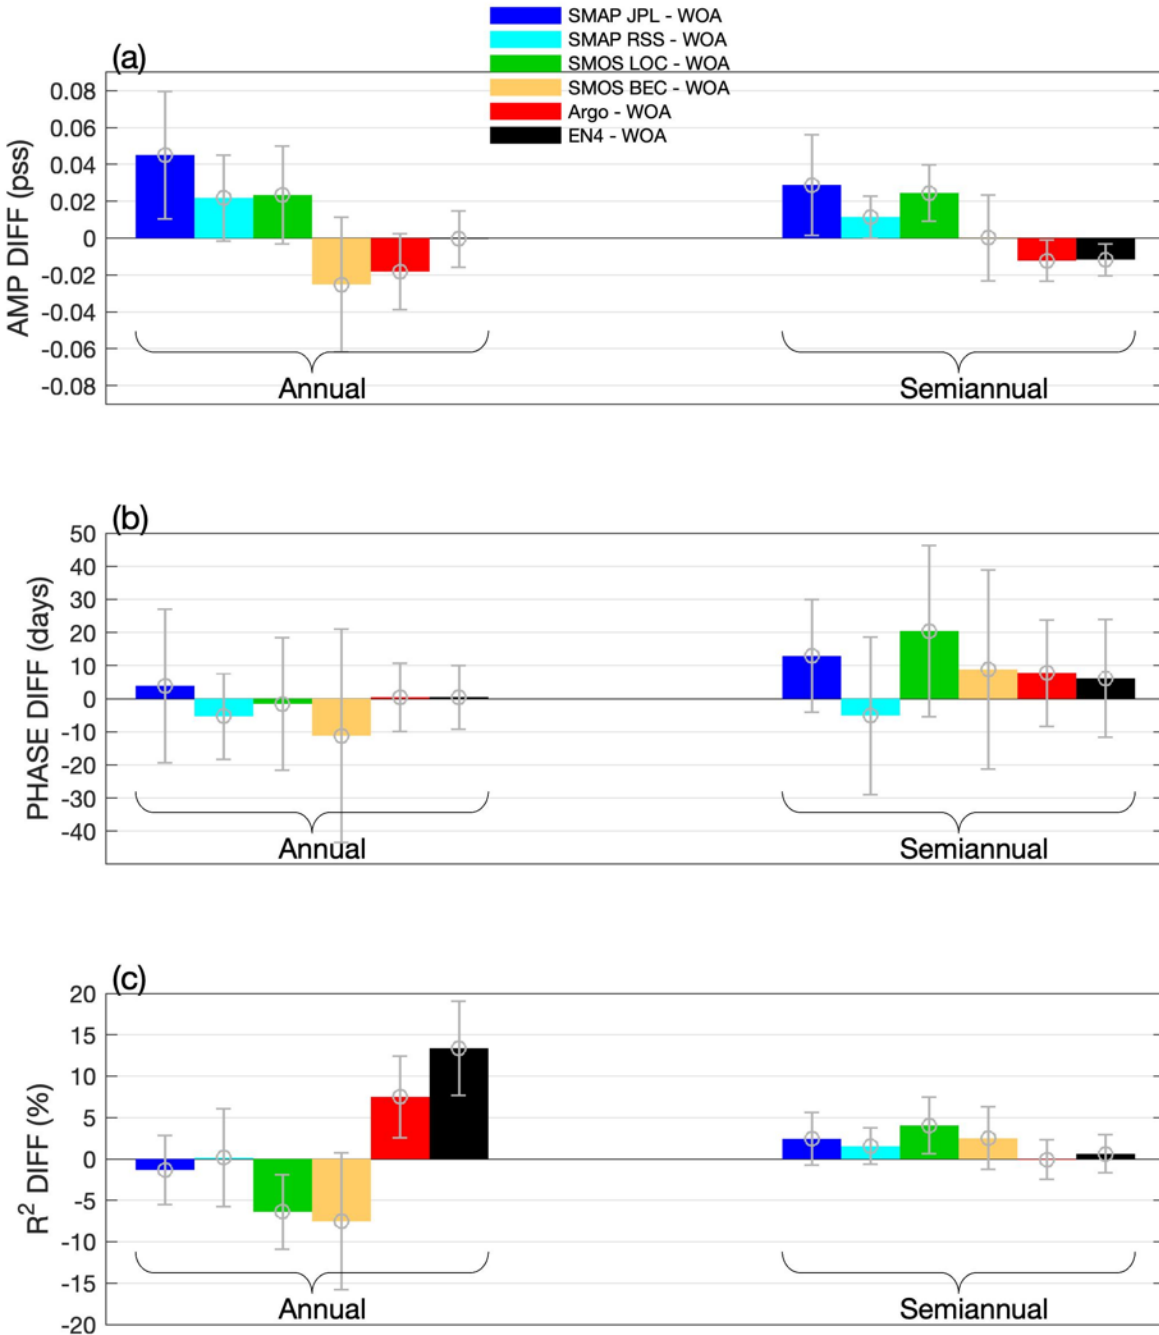 SMAP JPL - WOA
SMAP RSS - WOA
SMOS LOC - WOA
SMOS BEC - WOA
Argo - WOA
EN4 - WOA
(a)
AMP DIFF (pss)
0.08
0.06
0.04
0.02
0
-0.02
-0.04
-0.06
-0.08
Annual
Semiannual
(b)
PHASE DIFF (days)
50
40
30
20
10
0
-10
-20
-30
-40
Annual
Semiannual
(c)
R² DIFF (%)
20
15
10
5
0
-5
-10
-15
-20
Annual
Semiannual